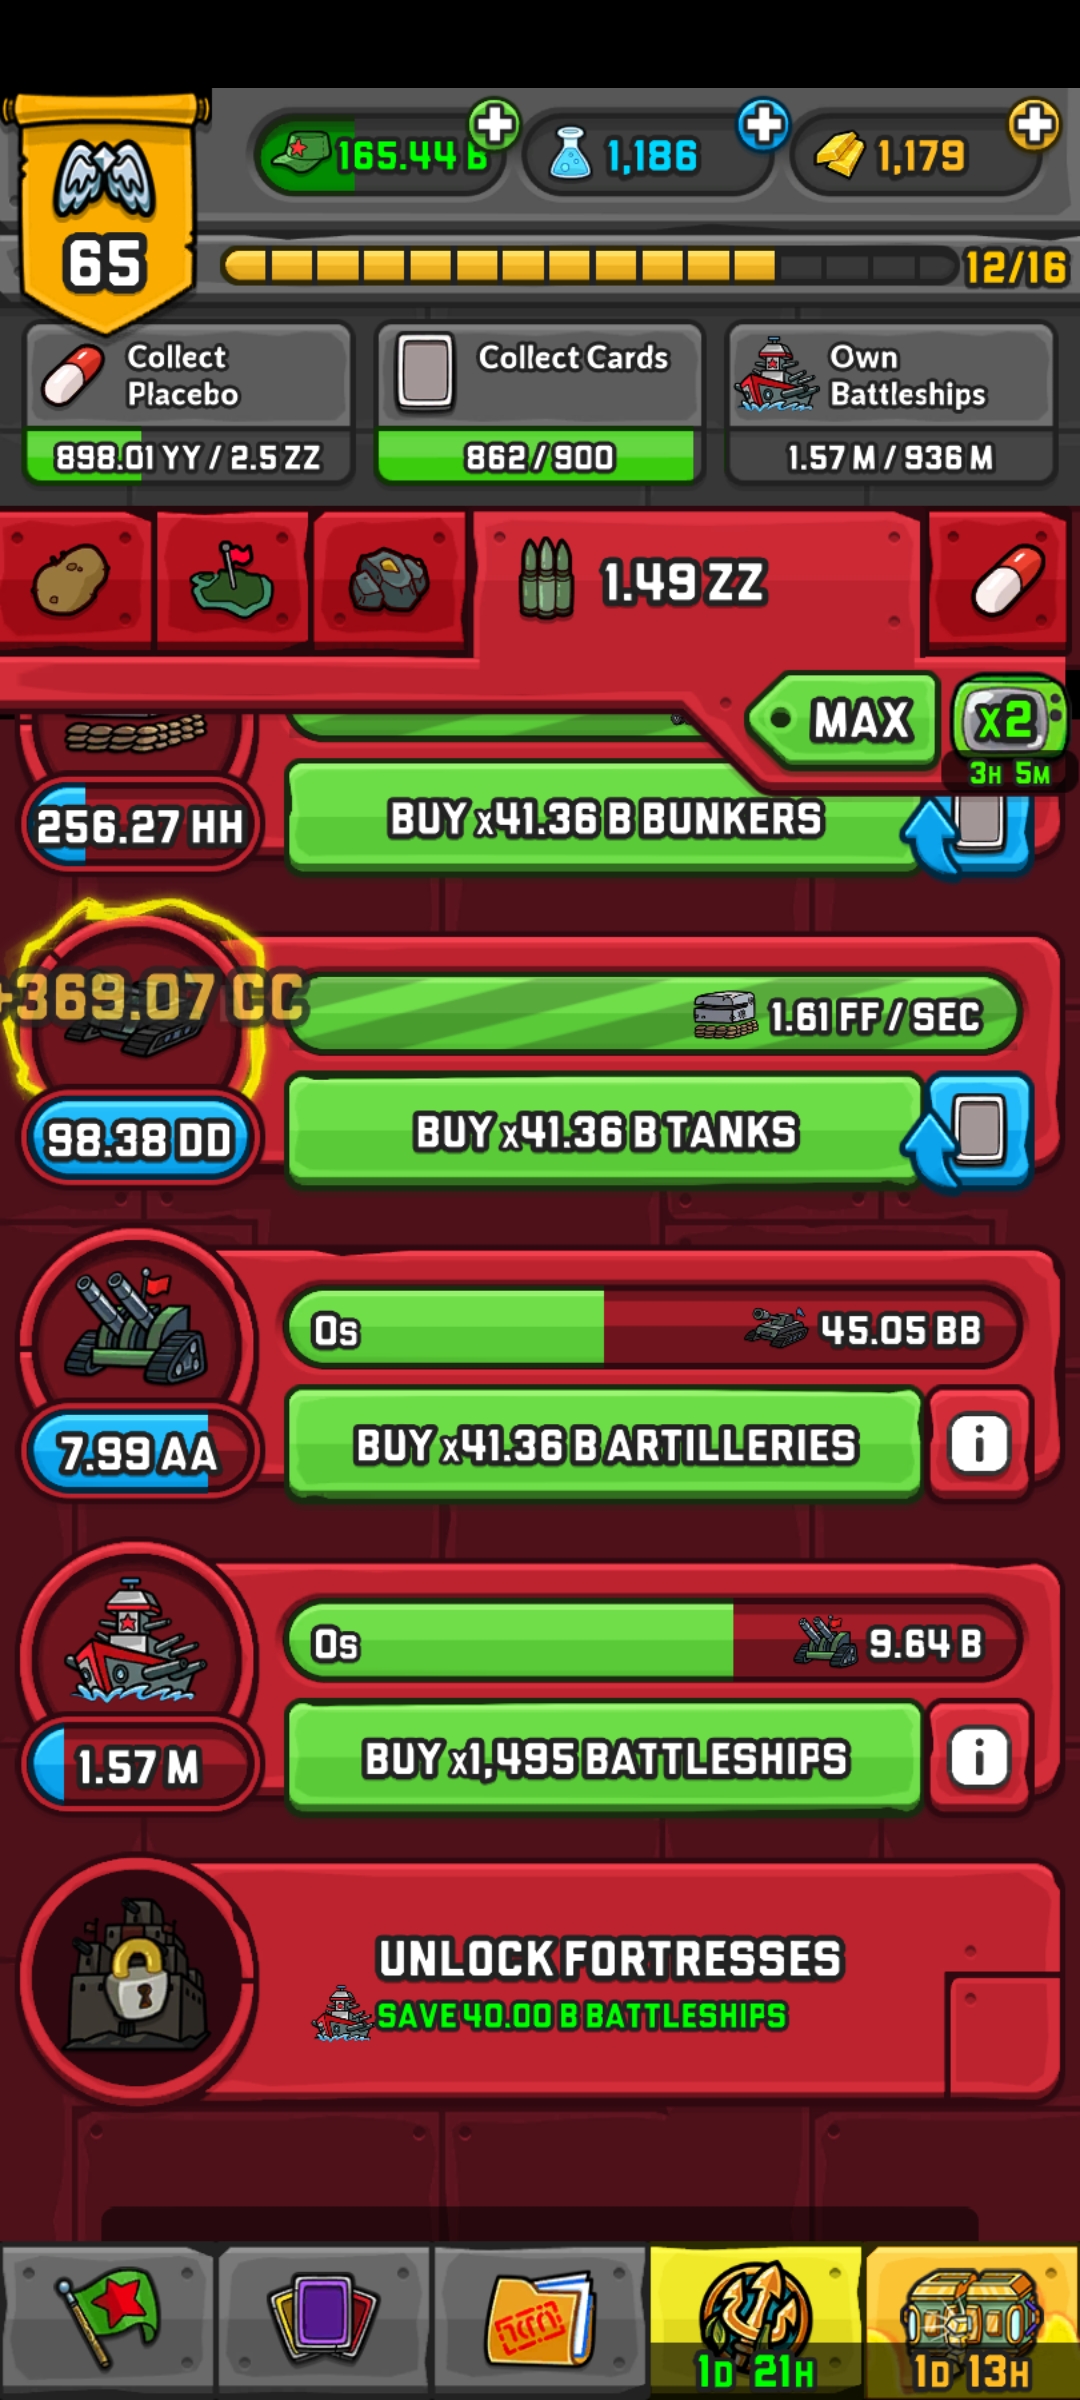 165.44 B
1,186
1,179
65
12/16
Collect
Placebo
898.01 YY / 2.5 ZZ
Collect Cards
862/900
Own
Battleships
1.57 M / 936 M
1.49 ZZ
MAX
x2
3H 5M
256.27 HH
BUY x41.36 B BUNKERS
+369.07 CC
1.61 FF / SEC
98.38 DD
BUY x41.36 B TANKS
0s
45.05 BB
7.99 AA
BUY x41.36 B ARTILLERIES
i
0s
9.64 B
1.57 M
BUY x1,495 BATTLESHIPS
i
UNLOCK FORTRESSES
SAVE 40.00 B BATTLESHIPS
1D 21H
1D 13H